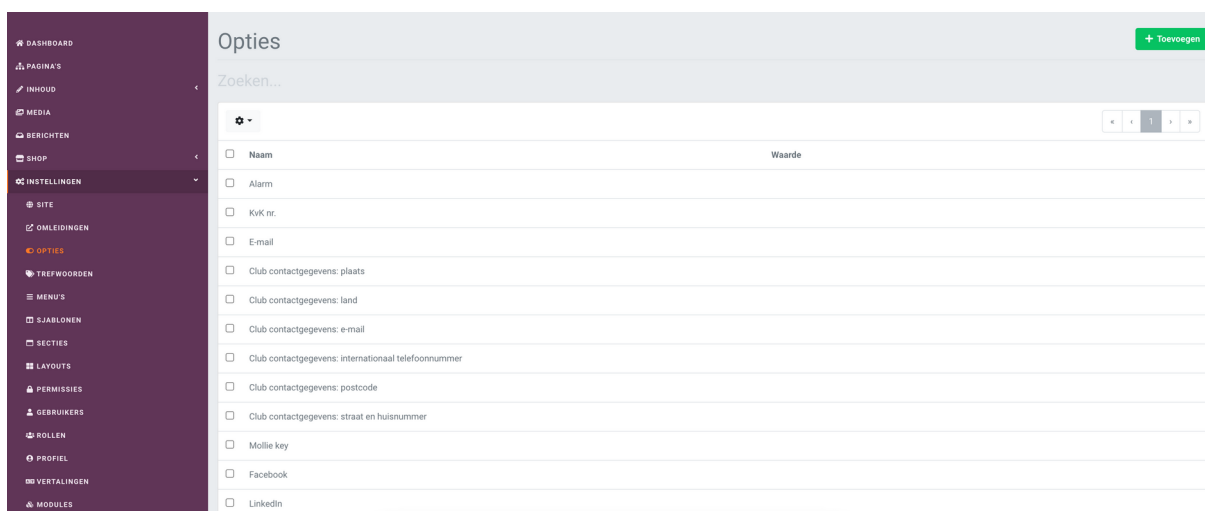 DASHBOARD
PAGINA'S
INHOUD
MEDIA
BERICHTEN
SHOP
INSTELLINGEN
SITE
OMLEIDINGEN
OPTIES
TREFWOORDEN
MENU'S
SJABLONEN
SECTIES
LAYOUTS
PERMISSIES
GEBRUIKERS
ROLLEN
PROFIEL
VERTALINGEN
MODULES
Opties
+ Toevoegen
Zoeken...
« ‹ 1 › »
Naam Waarde
Alarm
KvK nr.
E-mail
Club contactgegevens: plaats
Club contactgegevens: land
Club contactgegevens: e-mail
Club contactgegevens: internationaal telefoonnummer
Club contactgegevens: postcode
Club contactgegevens: straat en huisnummer
Mollie key
Facebook
LinkedIn